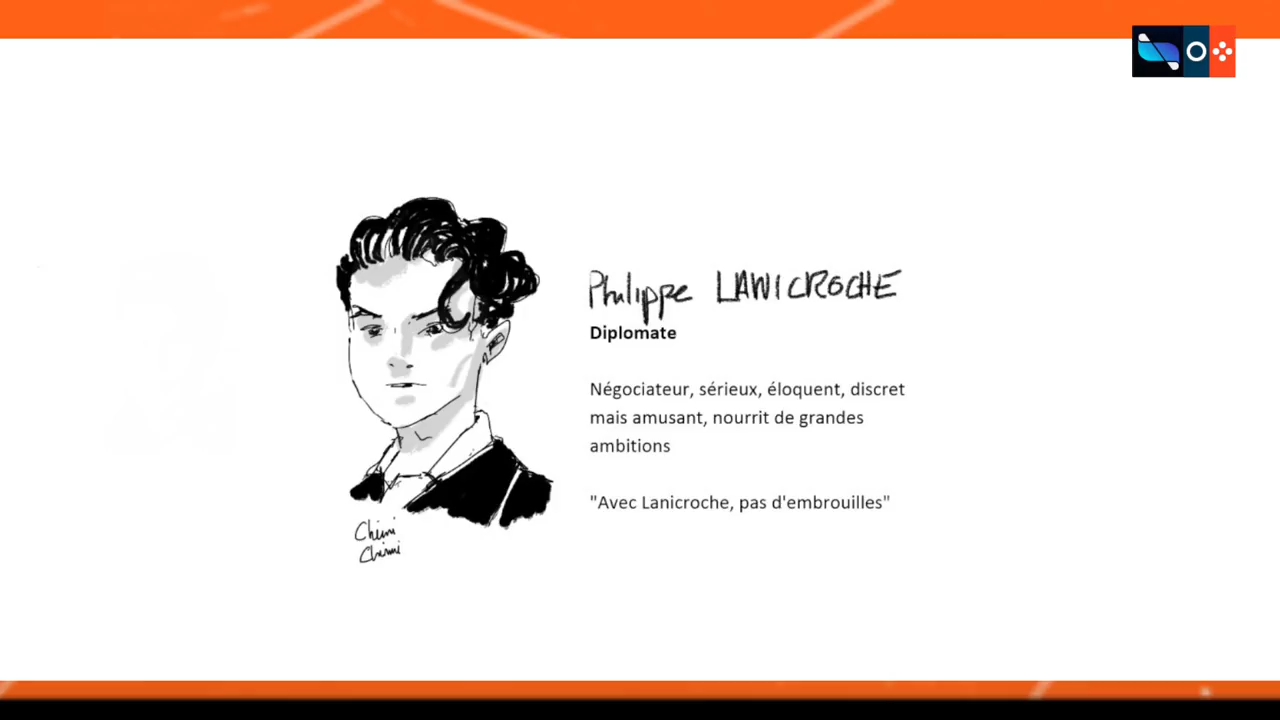 Philippe LANICROCHE
Diplomate
Négociateur, sérieux, éloquent, discret
mais amusant, nourrit de grandes
ambitions
"Avec Lanicroche, pas d'embrouilles"
Chimi
Chimi